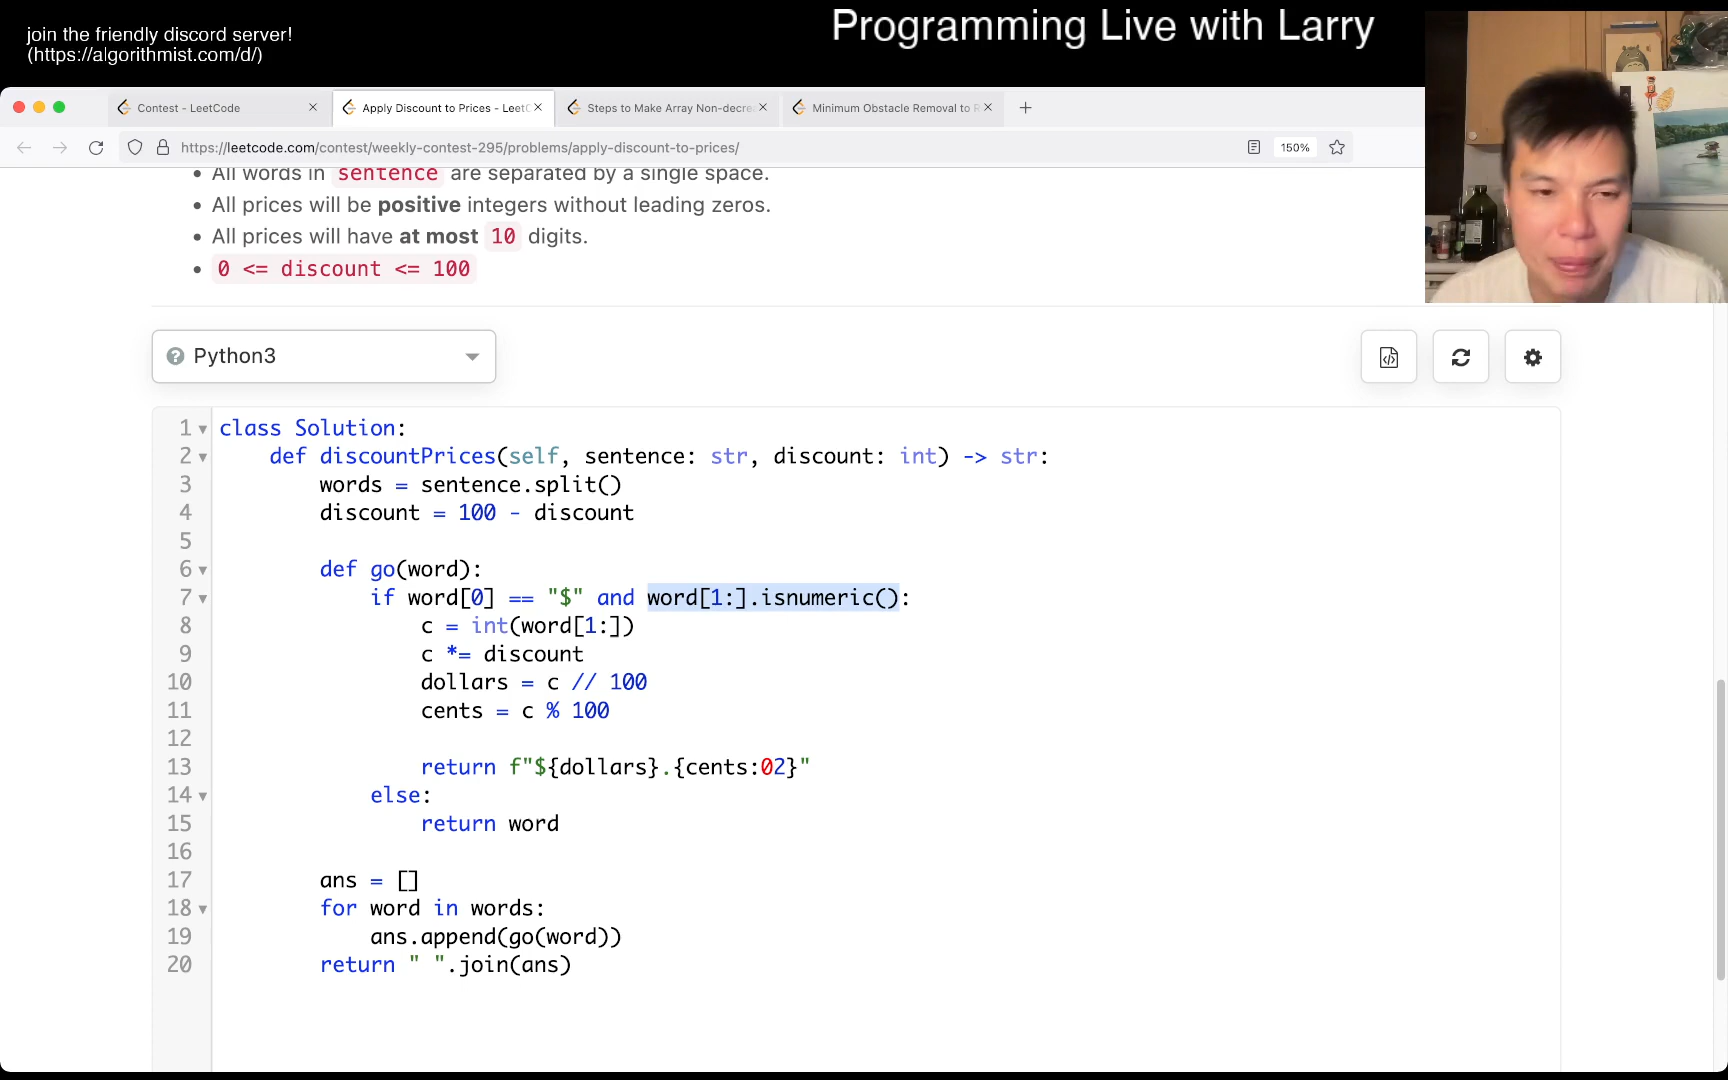 join the friendly discord server!
(https://algorithmist.com/d/)
Programming Live with Larry
Contest - LeetCode
Apply Discount to Prices - LeetC
Steps to Make Array Non-decre
Minimum Obstacle Removal to R
https://leetcode.com/contest/weekly-contest-295/problems/apply-discount-to-prices/
150%
• All words in sentence are separated by a single space.
• All prices will be positive integers without leading zeros.
• All prices will have at most 10 digits.
• 0 <= discount <= 100
Python3
1 class Solution:
2     def discountPrices(self, sentence: str, discount: int) -> str:
3         words = sentence.split()
4         discount = 100 - discount
5
6         def go(word):
7             if word[0] == "$" and word[1:].isnumeric():
8                 c = int(word[1:])
9                 c *= discount
10                 dollars = c // 100
11                 cents = c % 100
12
13                 return f"${dollars}.{cents:02}"
14             else:
15                 return word
16
17         ans = []
18         for word in words:
19             ans.append(go(word))
20         return " ".join(ans)